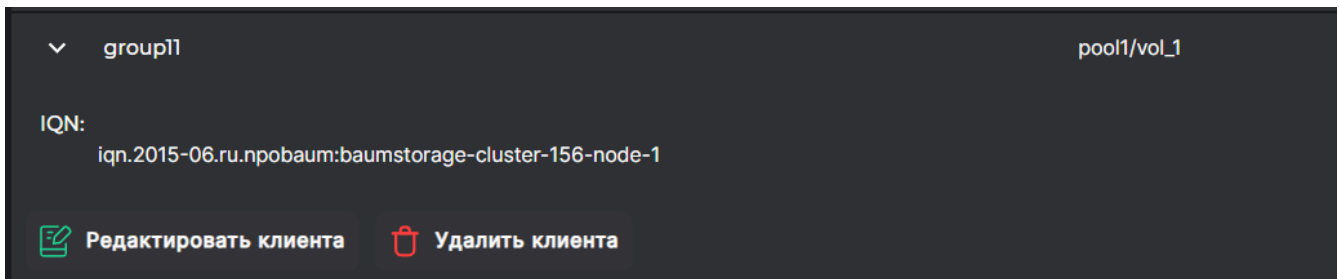 group11 pool1/vol_1
IQN:
iqn.2015-06.ru.npobaum:baumstorage-cluster-156-node-1
Редактировать клиента Удалить клиента